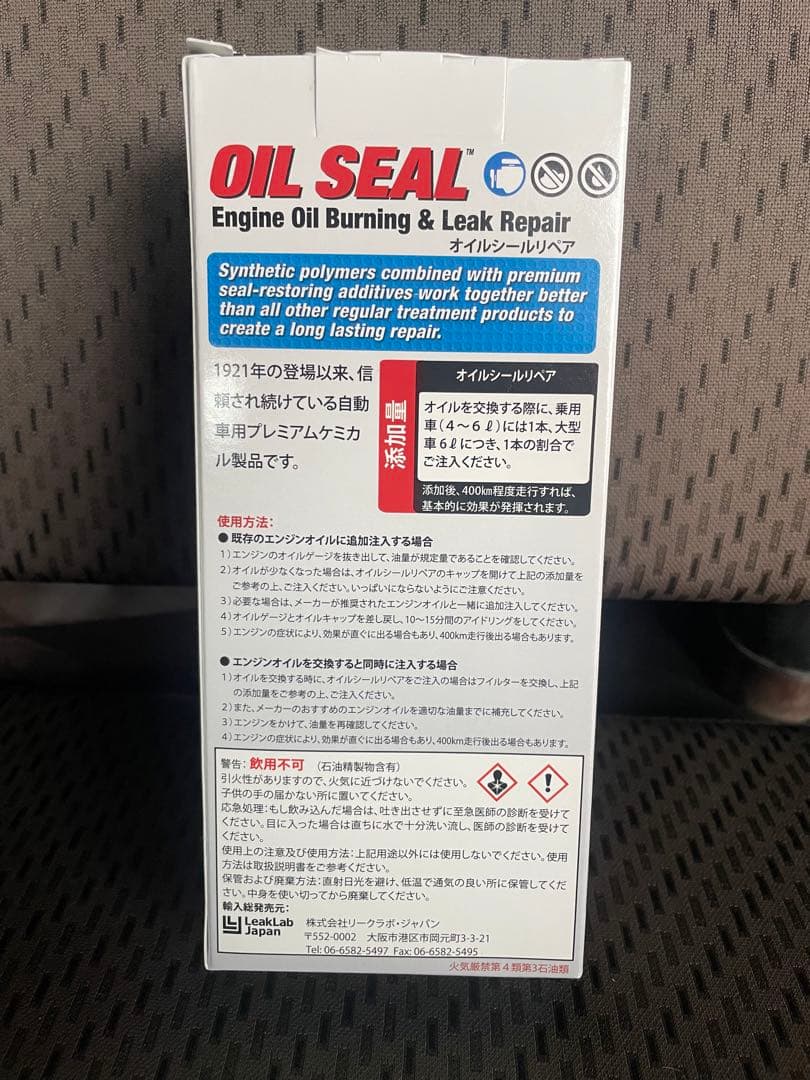 OIL SEAL™
Engine Oil Burning & Leak Repair
オイルシールリペア
Synthetic polymers combined with premium
seal-restoring additives work together better
than all other regular treatment products to
create a long lasting repair.
1921年の登場以来、信
頼され続けている自動
車用プレミアムケミカ
ル製品です。
添加量
オイルシールリペア
オイルを交換する際に、乗用
車(4〜6ℓ)には1本、大型
車6ℓにつき、1本の割合で
ご注入ください。
添加後、400km程度走行すれば、
基本的に効果が発揮されます。
使用方法:
● 既存のエンジンオイルに追加注入する場合
1)エンジンのオイルゲージを抜き出して、油量が規定量であることを確認してください。
2)オイルが少なくなった場合は、オイルシールリペアのキャップを開けて上記の添加量を
ご参考の上、ご注入ください。いっぱいにならないようにご注意ください。
3)必要な場合は、メーカーが推奨されたエンジンオイルと一緒に追加注入してください。
4)オイルゲージとオイルキャップを差し戻し、10〜15分間のアイドリングをしてください。
5)エンジンの症状により、効果が直ぐに出る場合もあり、400km走行後出る場合もあります。
● エンジンオイルを交換すると同時に注入する場合
1)オイルを交換する時に、オイルシールリペアをご注入の場合はフイルターを交換し、上記
の添加量をご参考の上、ご注入ください。
2)また、メーカーのおすすめのエンジンオイルを適切な油量までに補充してください。
3)エンジンをかけて、油量を再確認してください。
4)エンジンの症状により、効果が直ぐに出る場合もあり、400km走行後出る場合もあります。
警告: 飲用不可 (石油精製物含有)
引火性がありますので、火気に近づけないでください。
子供の手の届かない所に置いてください。
応急処理:もし飲み込んだ場合は、吐き出させずに至急医師の診断を受けて
ください。目に入った場合は直ちに水で十分洗い流し、医師の診断を受けて
ください。
使用上の注意及び使用方法:上記用途以外には使用しないでください。使用
方法は取扱説明書をご参考ください。
保管および廃棄方法:直射日光を避け、低温で通気の良い所に保管してくだ
さい。中身を使い切ってから廃棄してください。
輸入総発売元:
LeakLab
Japan
株式会社リークラボ・ジャパン
〒552-0002 大阪市港区市岡元町3-3-21
Tel: 06-6582-5497 Fax: 06-6582-5495
火気厳禁第4類第3石油類